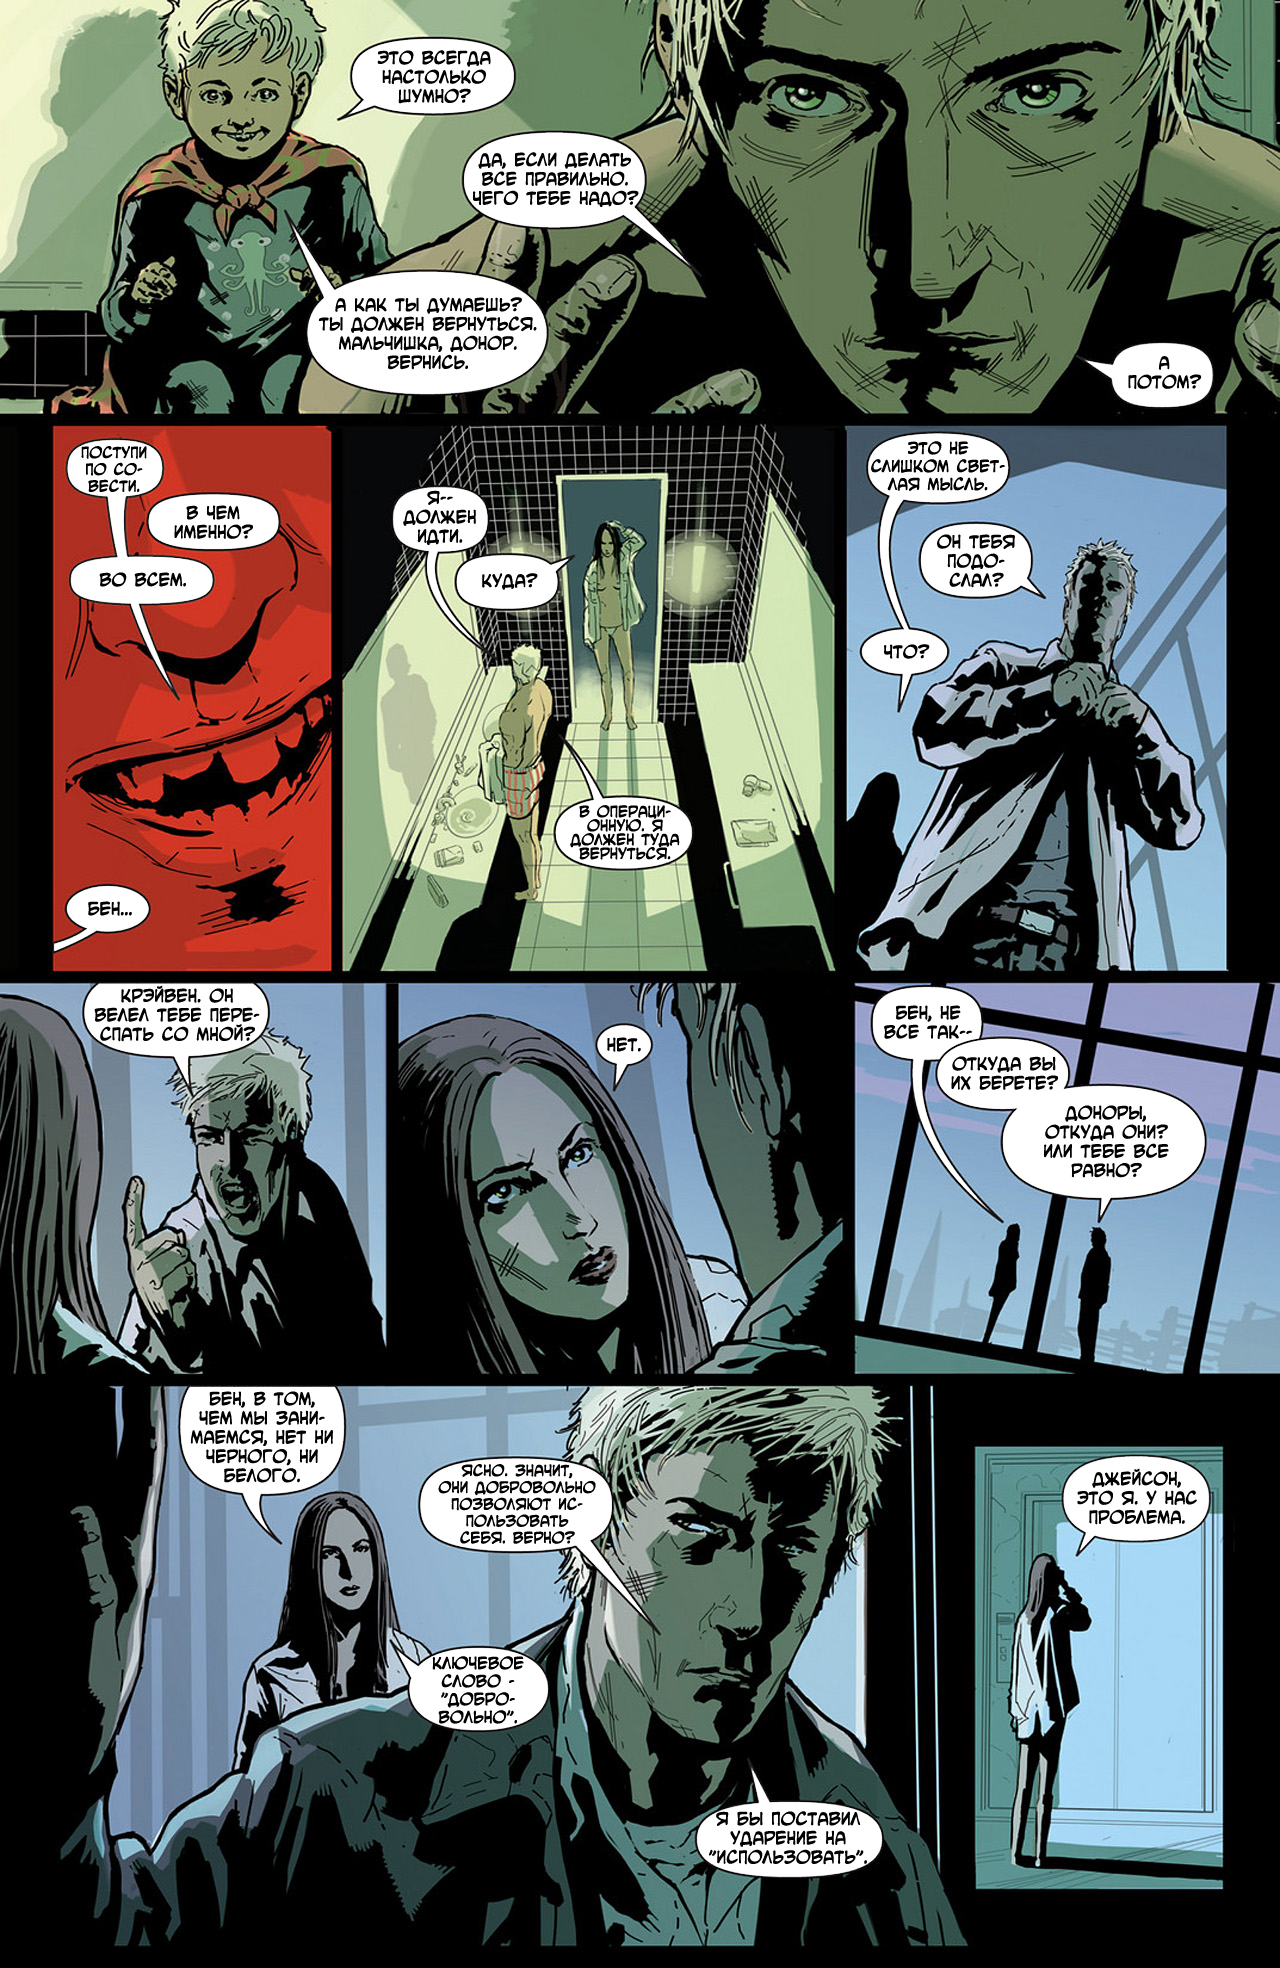 ЭТО ВСЕГДА
НАСТОЛЬКО
ШУМНО?
ДА, ЕСЛИ ДЕЛАТЬ
ВСЕ ПРАВИЛЬНО.
ЧЕГО ТЕБЕ НАДО?
А КАК ТЫ ДУМАЕШЬ?
ТЫ ДОЛЖЕН ВЕРНУТЬСЯ.
МАЛЬЧИШКА, ДОНОР.
ВЕРНИСЬ.
А
ПОТОМ?
ПОСТУПИ
ПО СО-
ВЕСТИ.
В ЧЕМ
ИМЕННО?
ВО ВСЕМ.
БЕН...
Я--
ДОЛЖЕН
ИДТИ.
КУДА?
В ОПЕРАЦИ-
ОННУЮ. Я
ДОЛЖЕН ТУДА
ВЕРНУТЬСЯ.
ЭТО НЕ
СЛИШКОМ СВЕТ-
ЛАЯ МЫСЛЬ.
ОН ТЕБЯ
ПОДО-
СЛАЛ?
ЧТО?
КРЭЙВЕН. ОН
ВЕЛЕЛ ТЕБЕ ПЕРЕ-
СПАТЬ СО МНОЙ?
НЕТ.
БЕН, НЕ
ВСЕ ТАК--
ОТКУДА ВЫ
ИХ БЕРЕТЕ?
ДОНОРЫ,
ОТКУДА ОНИ?
ИЛИ ТЕБЕ ВСЕ
РАВНО?
БЕН, В ТОМ,
ЧЕМ МЫ ЗАНИ-
МАЕМСЯ, НЕТ НИ
ЧЕРНОГО, НИ
БЕЛОГО.
ЯСНО. ЗНАЧИТ,
ОНИ ДОБРОВОЛЬНО
ПОЗВОЛЯЮТ ИС-
ПОЛЬЗОВАТЬ
СЕБЯ. ВЕРНО?
КЛЮЧЕВОЕ
СЛОВО -
"ДОБРО-
ВОЛЬНО".
Я БЫ ПОСТАВИЛ
УДАРЕНИЕ НА
"ИСПОЛЬЗОВАТЬ".
ДЖЕЙСОН,
ЭТО Я. У НАС
ПРОБЛЕМА.